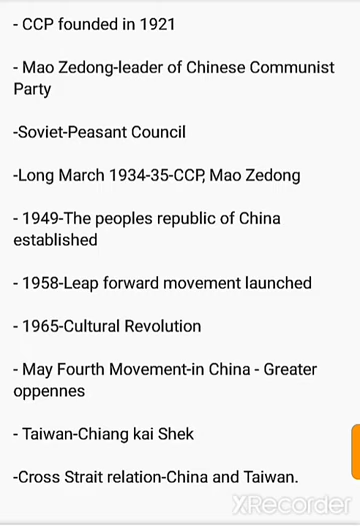 - CCP founded in 1921
- Mao Zedong-leader of Chinese Communist
Party
-Soviet-Peasant Council
-Long March 1934-35-CCP, Mao Zedong
- 1949-The peoples republic of China
established
- 1958-Leap forward movement launched
- 1965-Cultural Revolution
- May Fourth Movement-in China - Greater
oppennes
- Taiwan-Chiang kai Shek
-Cross Strait relation-China and Taiwan.
XRecorder